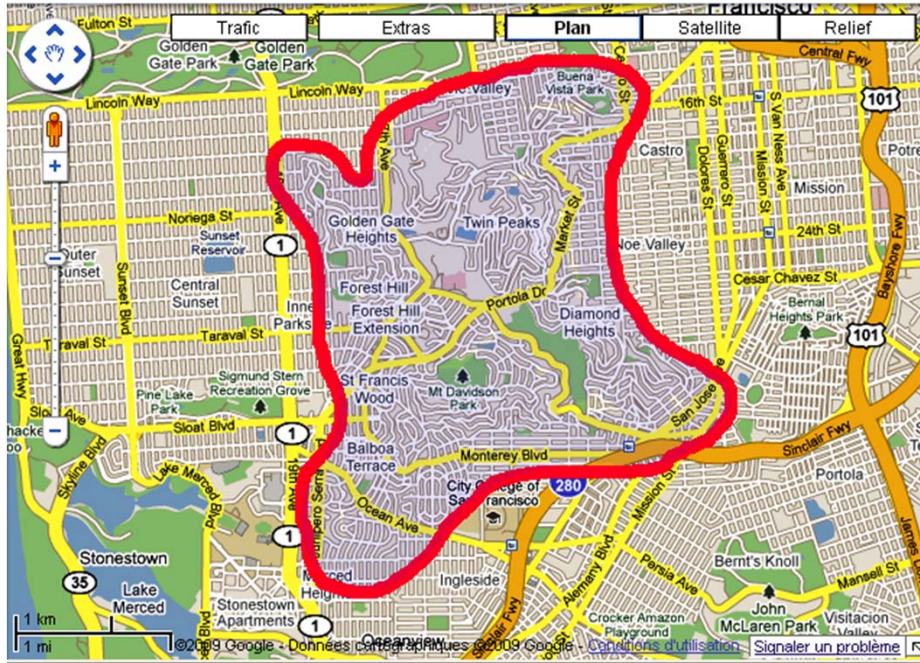 Trafic
Extras
Plan
Satellite
Relief
Francisco
Fulton St
Golden Gate Park
Golden Gate Park
Buena Vista Park
Central Fwy
Lincoln Way
Lincoln Way
16th St
101
S Van Ness Ave
Mission St
Guerrero St
Dolores St
Castro
Mission
Noriega St
Golden Gate Heights
Twin Peaks
Market St
Sunset Reservoir
1
Noe Valley
24th St
Bayshore Fwy
Outer Sunset
Sunset Blvd
Central Sunset
Forest Hill
Portola Dr
Cesar Chavez St
Bernal Heights Park
Forest Hill Extension
Diamond Heights
101
Great Hwy
Taraval St
Taraval St
Sigmund Stern Recreation Grove
Pine Lake Park
St Francis Wood
Mt Davidson Park
San Jose Ave
Sloat Blvd
1
Sinclair Fwy
Skyline Blvd
Balboa Terrace
Monterey Blvd
Lake Merced Blvd
19th Ave
280
City College of San Francisco
Mission St
Portola
Ocean Ave
1
Stonestown
35
Lake Merced
Ingleside
Alemany Blvd
Persia Ave
Bernt's Knoll
Mansell St
John McLaren Park
Visitacion Valley
Stonestown Apartments
1
Sinclair Fwy
Crocker Amazon Playground
Oceanview
1 km
1 mi
©2009 Google - Données cartographiques ©2009 Google - Conditions d'utilisation
Signaler un problème